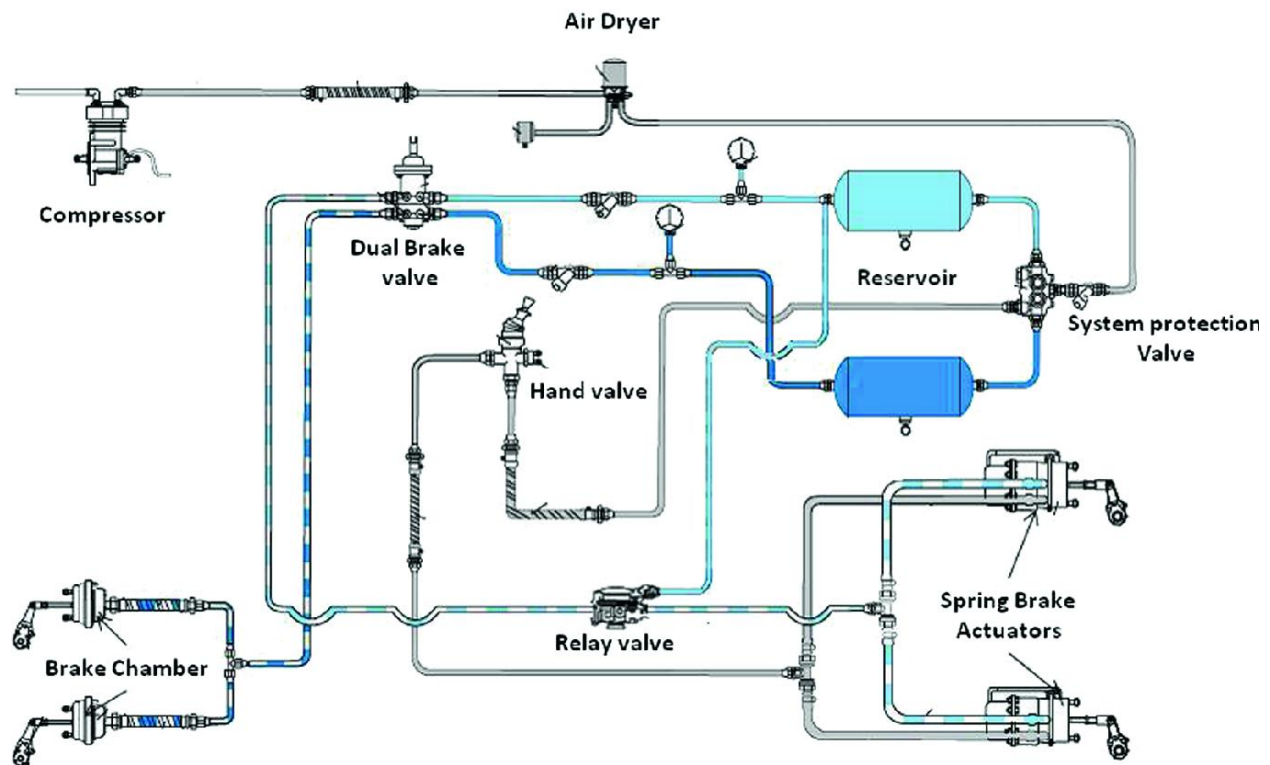 Air Dryer
Compressor
Dual Brake
valve
Reservoir
System protection
Valve
Hand valve
Relay valve
Spring Brake
Actuators
Brake Chamber